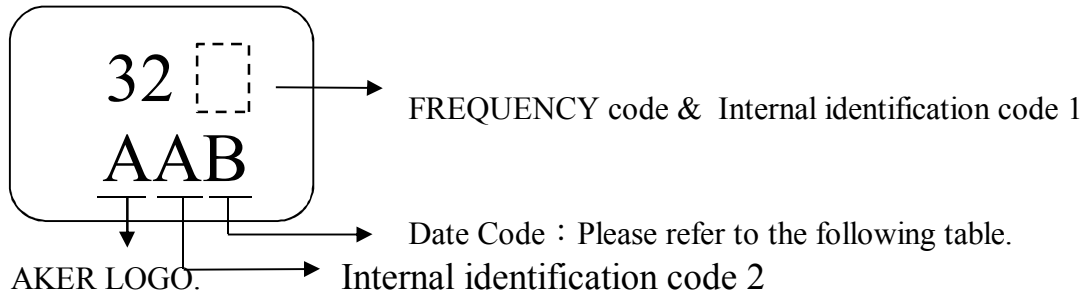 32
FREQUENCY code & Internal identification code 1
AAB
Date Code：Please refer to the following table.
AKER LOGO. Internal identification code 2